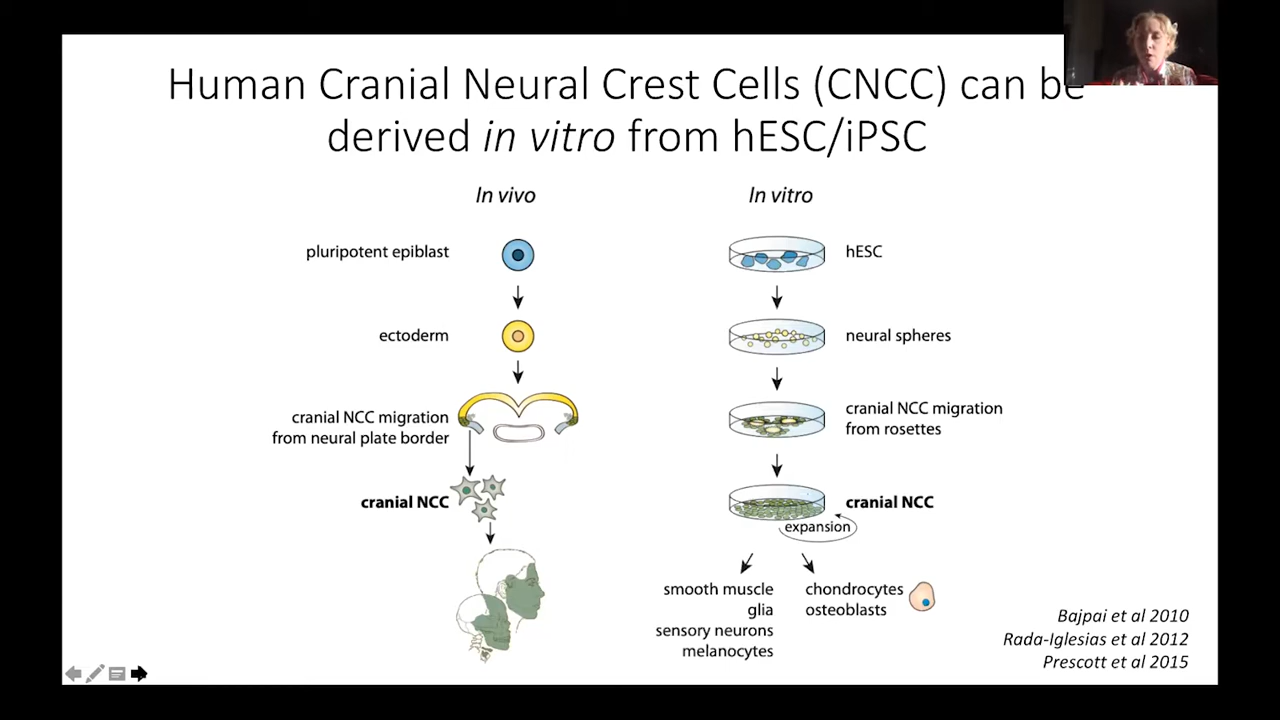 Human Cranial Neural Crest Cells (CNCC) can be
derived in vitro from hESC/iPSC
In vivo
In vitro
pluripotent epiblast
hESC
ectoderm
neural spheres
cranial NCC migration
from neural plate border
cranial NCC migration
from rosettes
cranial NCC
cranial NCC
expansion
smooth muscle
glia
sensory neurons
melanocytes
chondrocytes
osteoblasts
Bajpai et al 2010
Rada-Iglesias et al 2012
Prescott et al 2015